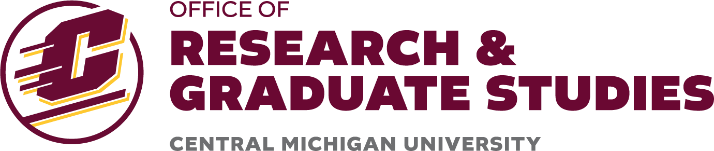 OFFICE OF
RESEARCH &
GRADUATE STUDIES
CENTRAL MICHIGAN UNIVERSITY
C